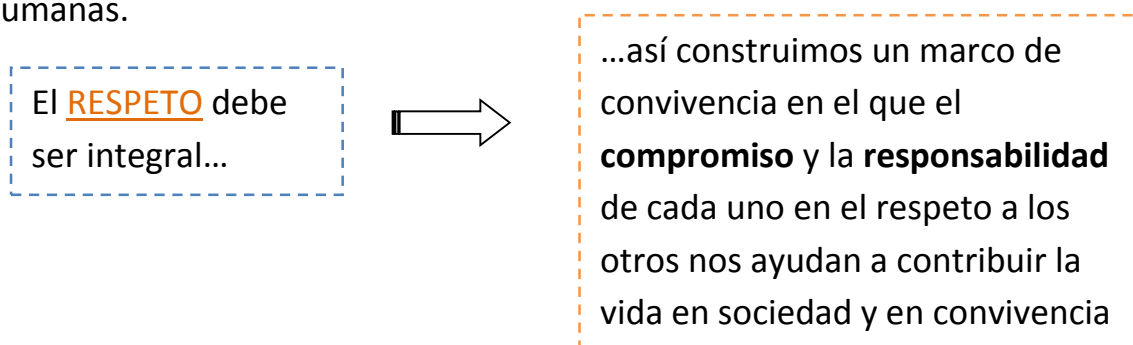 umanas.
El RESPETO debe
ser integral…
…así construimos un marco de
convivencia en el que el
compromiso y la responsabilidad
de cada uno en el respeto a los
otros nos ayudan a contribuir la
vida en sociedad y en convivencia